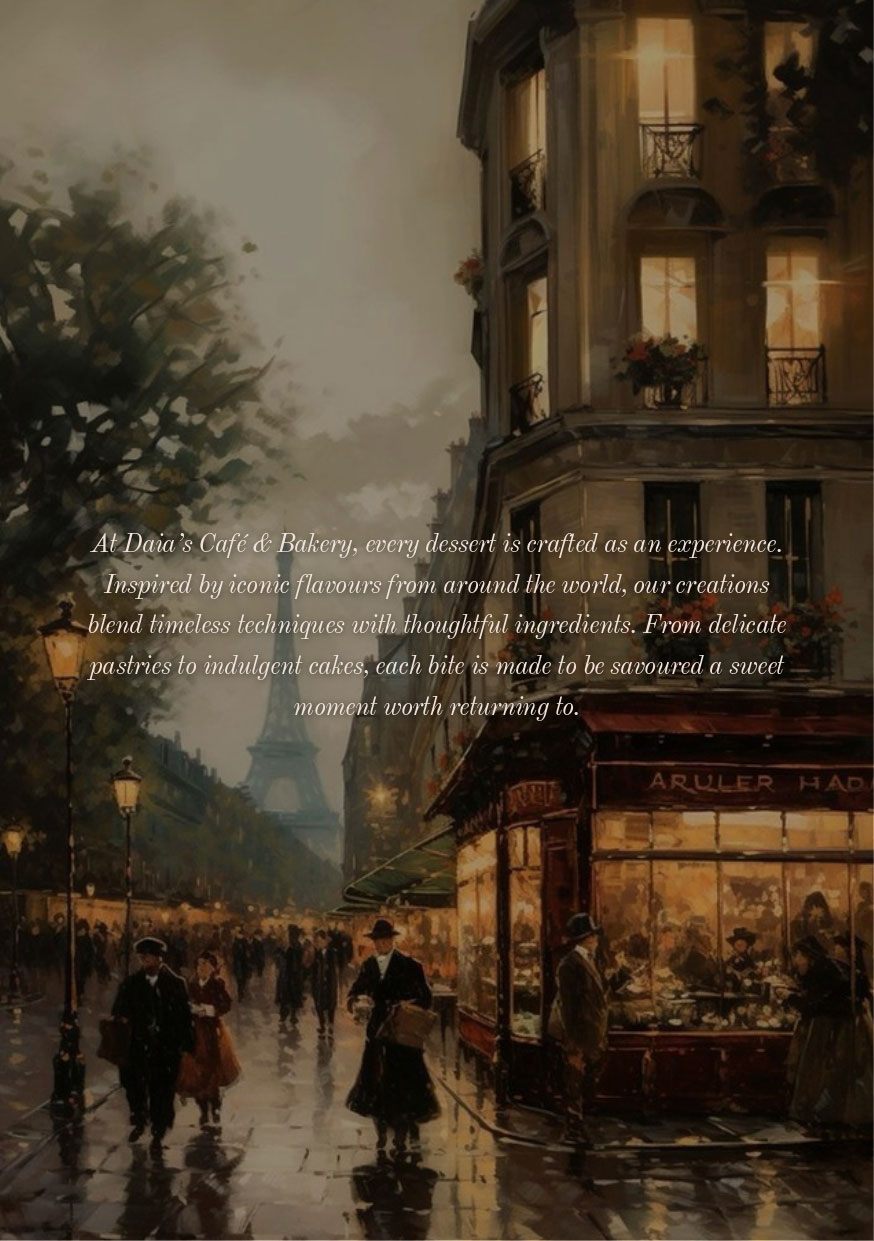 At Daia’s Café & Bakery, every dessert is crafted as an experience.
Inspired by iconic flavours from around the world, our creations
blend timeless techniques with thoughtful ingredients. From delicate
pastries to indulgent cakes, each bite is made to be savoured a sweet
moment worth returning to.
ARULER HAD